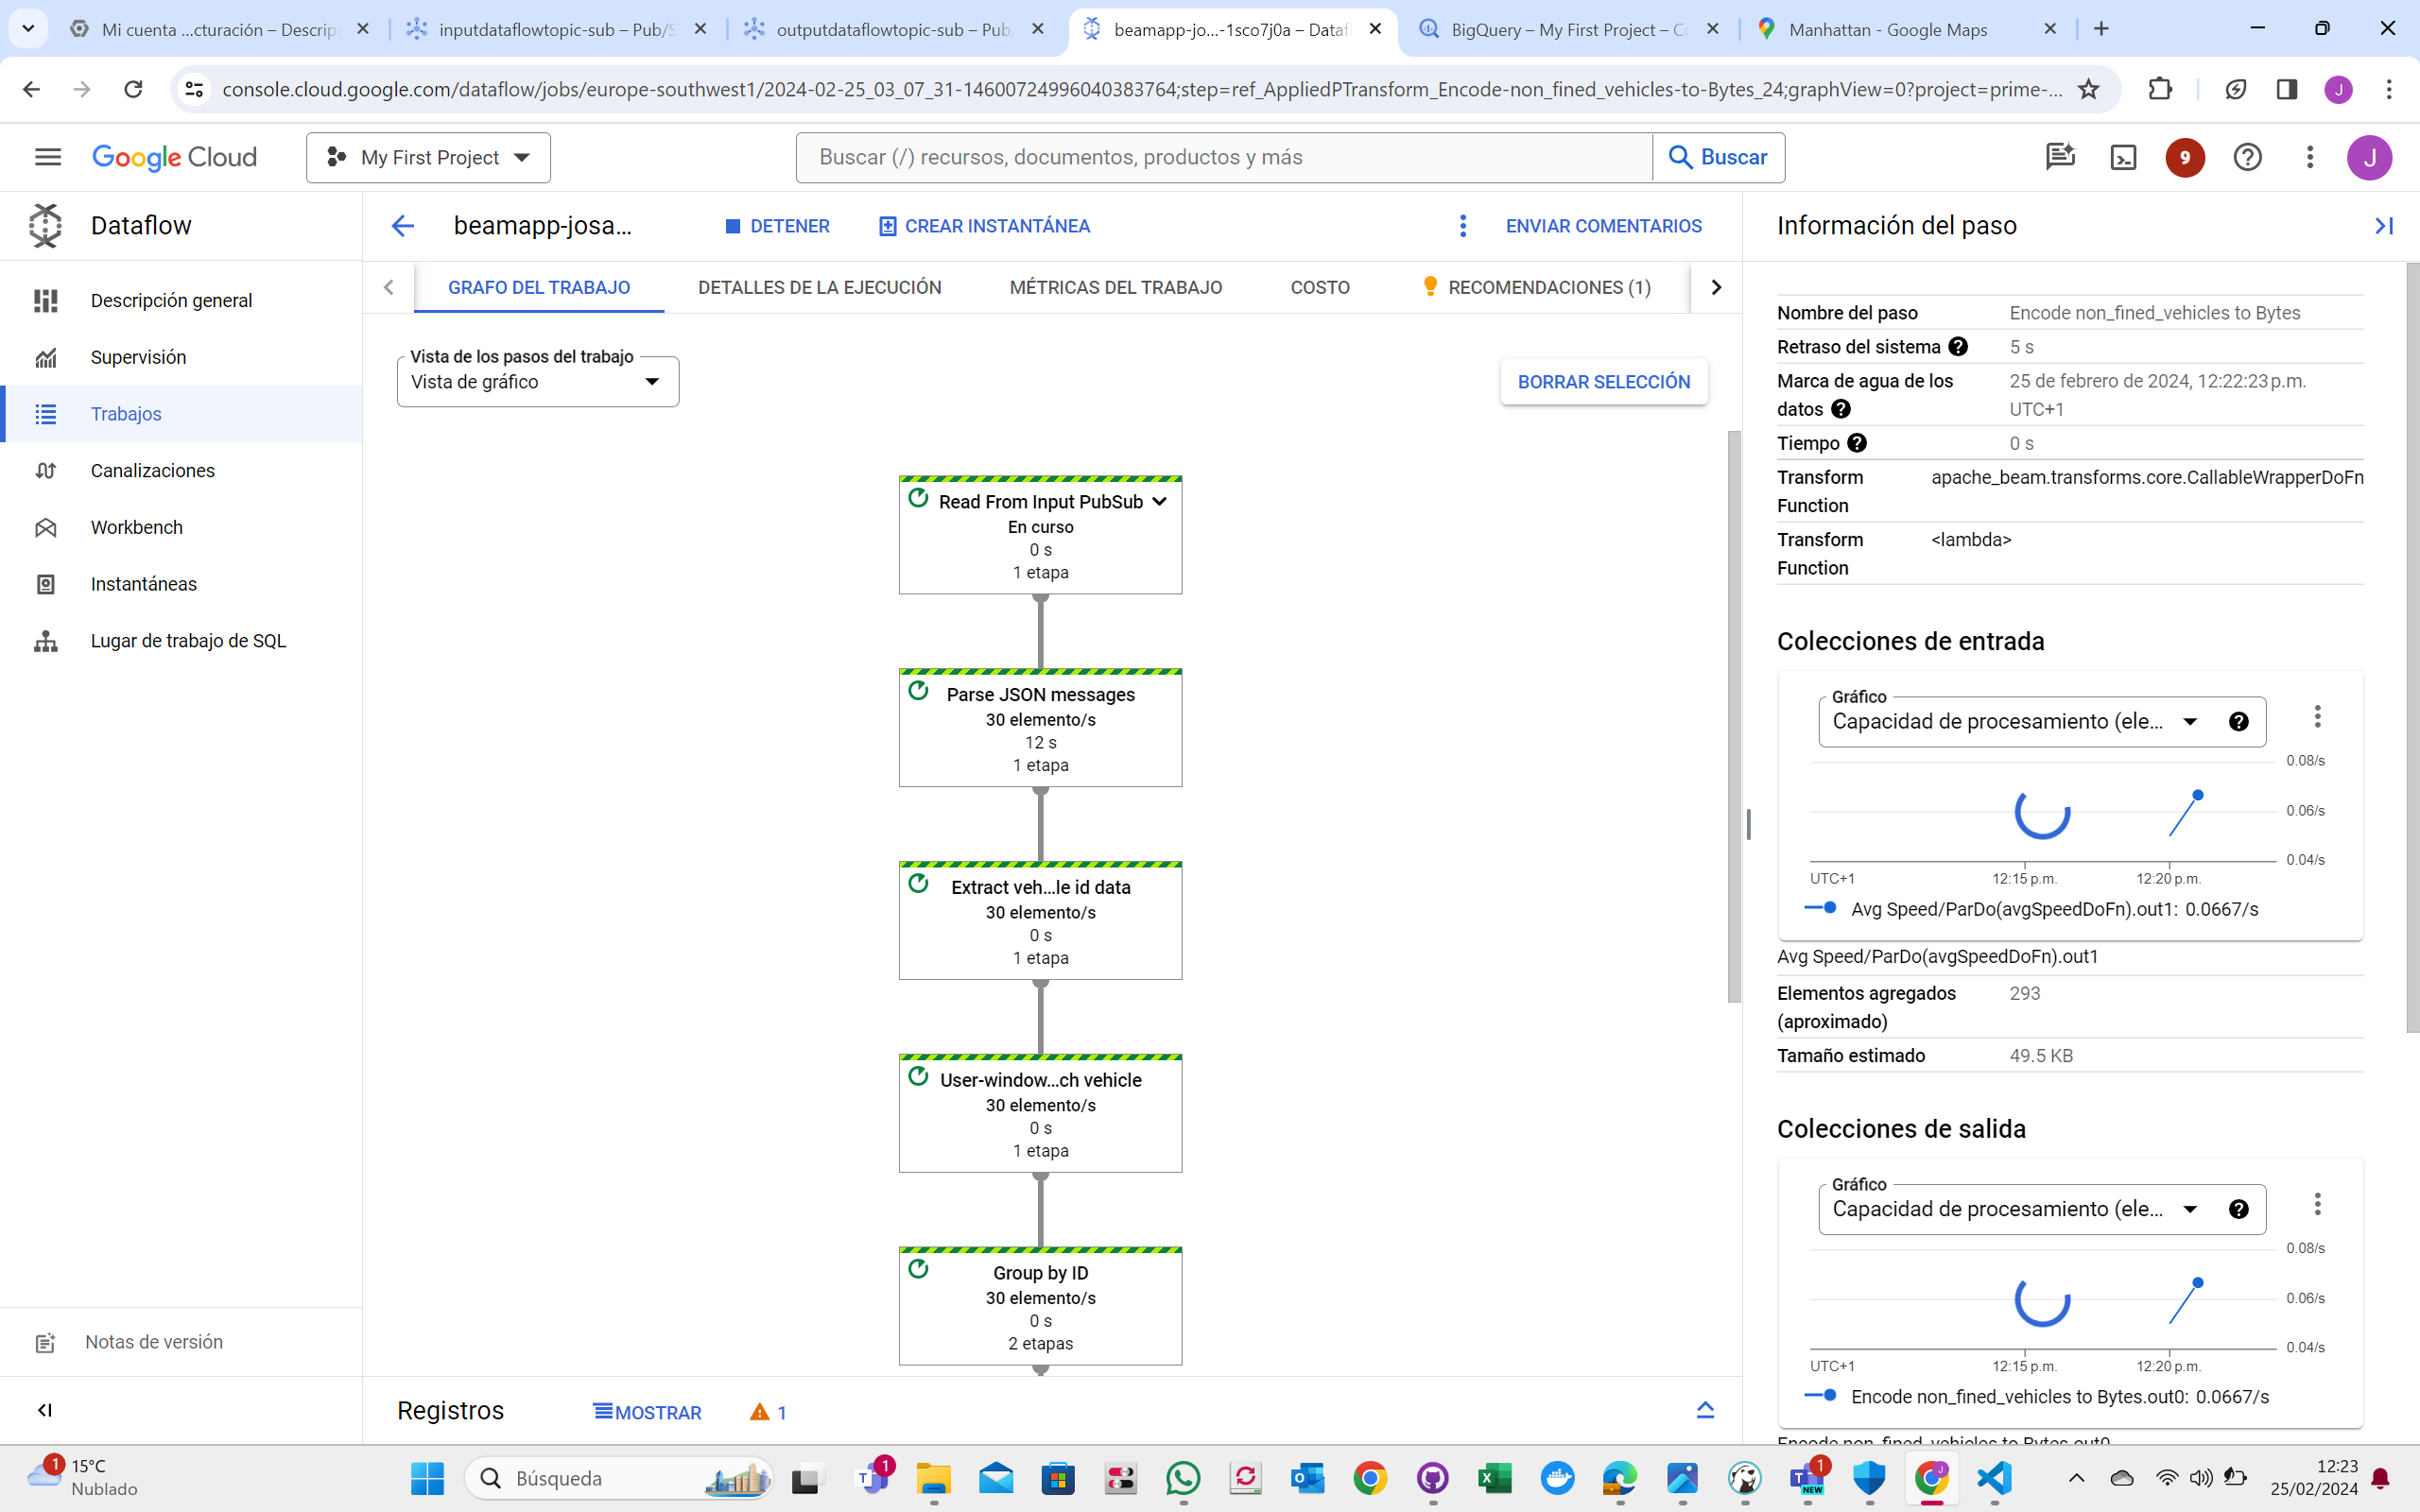 Mi cuenta ...cturación – Descrip
inputdataflowtopic-sub – Pub/S
outputdataflowtopic-sub – Pub/
beamapp-jo...-1sco7j0a – Dataf
BigQuery – My First Project – Co
Manhattan - Google Maps
console.cloud.google.com/dataflow/jobs/europe-southwest1/2024-02-25_03_07_31-14600724996040383764;step=ref_AppliedPTransform_Encode-non_fined_vehicles-to-Bytes_24;graphView=0?project=prime-...
J
Google Cloud
My First Project
Buscar (/) recursos, documentos, productos y más
Buscar
9
J
Dataflow
Descripción general
Supervisión
Trabajos
Canalizaciones
Workbench
Instantáneas
Lugar de trabajo de SQL
Notas de versión
beamapp-josa...
DETENER
CREAR INSTANTÁNEA
ENVIAR COMENTARIOS
GRAFO DEL TRABAJO
DETALLES DE LA EJECUCIÓN
MÉTRICAS DEL TRABAJO
COSTO
RECOMENDACIONES (1)
Vista de los pasos del trabajo
Vista de gráfico
BORRAR SELECCIÓN
Read From Input PubSub
En curso
0 s
1 etapa
Parse JSON messages
30 elemento/s
12 s
1 etapa
Extract veh...le id data
30 elemento/s
0 s
1 etapa
User-window...ch vehicle
30 elemento/s
0 s
1 etapa
Group by ID
30 elemento/s
0 s
2 etapas
Registros
MOSTRAR
1
Información del paso
Nombre del paso Encode non_fined_vehicles to Bytes
Retraso del sistema 5 s
Marca de agua de los datos 25 de febrero de 2024, 12:22:23 p.m. UTC+1
Tiempo 0 s
Transform Function apache_beam.transforms.core.CallableWrapperDoFn
Transform Function <lambda>
Colecciones de entrada
Gráfico
Capacidad de procesamiento (ele...
0.08/s
0.06/s
0.04/s
UTC+1 12:15 p.m. 12:20 p.m.
Avg Speed/ParDo(avgSpeedDoFn).out1: 0.0667/s
Avg Speed/ParDo(avgSpeedDoFn).out1
Elementos agregados (aproximado) 293
Tamaño estimado 49.5 KB
Colecciones de salida
Gráfico
Capacidad de procesamiento (ele...
0.08/s
0.06/s
0.04/s
UTC+1 12:15 p.m. 12:20 p.m.
Encode non_fined_vehicles to Bytes.out0: 0.0667/s
Encode non_fined_vehicles to Bytes.out0
1
15°C
Nublado
Búsqueda
1
1
NEW
12:23
25/02/2024